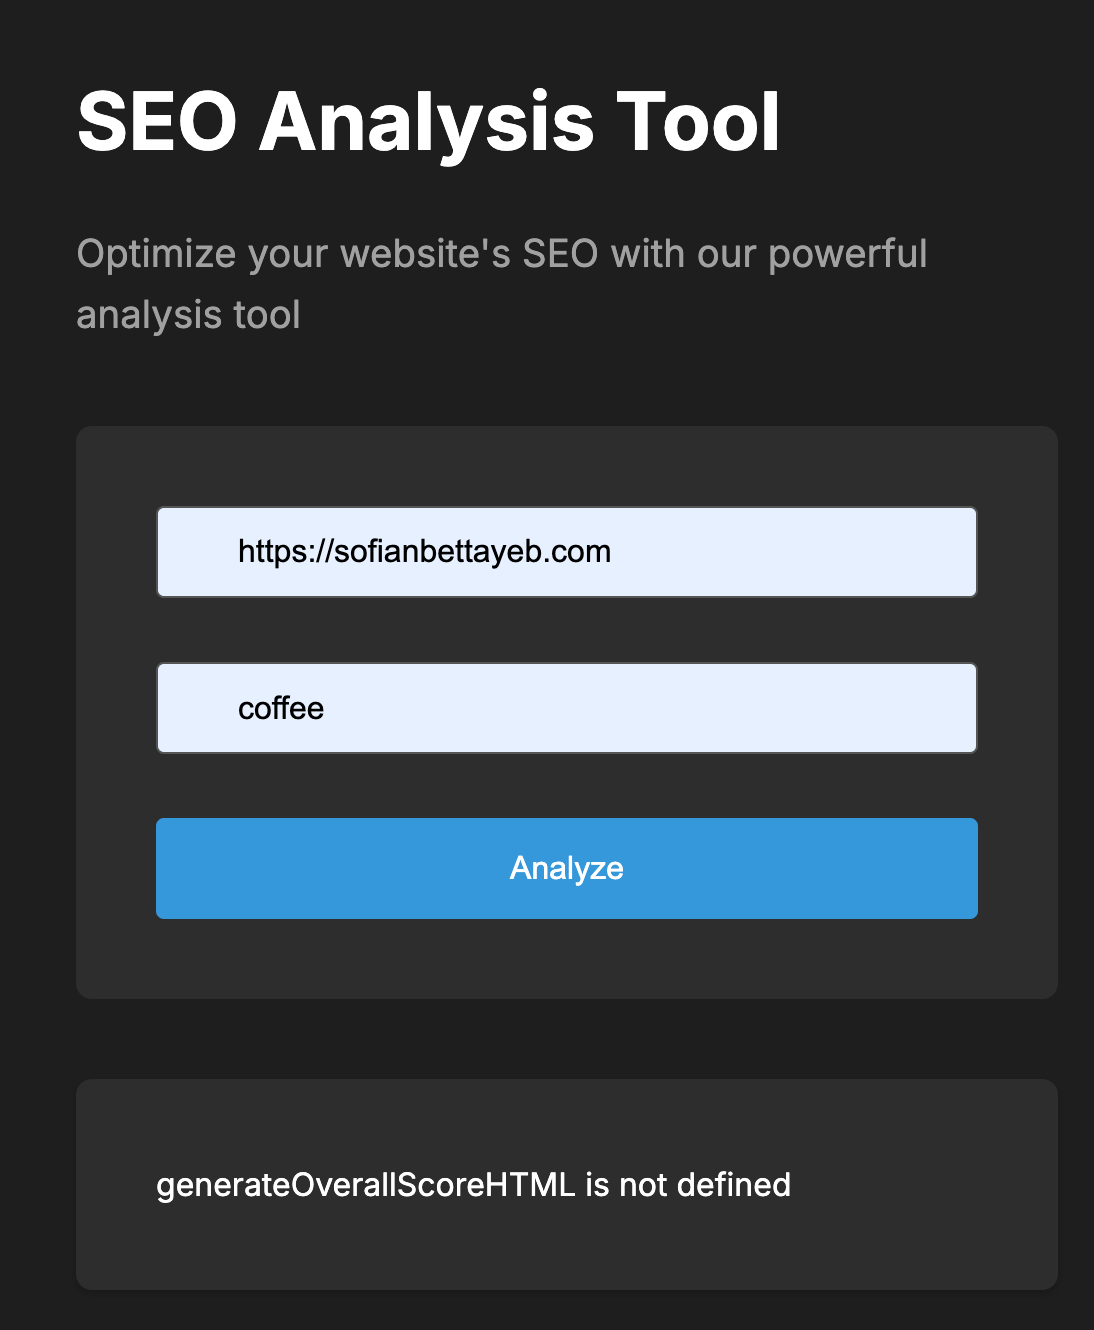 SEO Analysis Tool
Optimize your website's SEO with our powerful
analysis tool
https://sofianbettayeb.com
coffee
Analyze
generateOverallScoreHTML is not defined